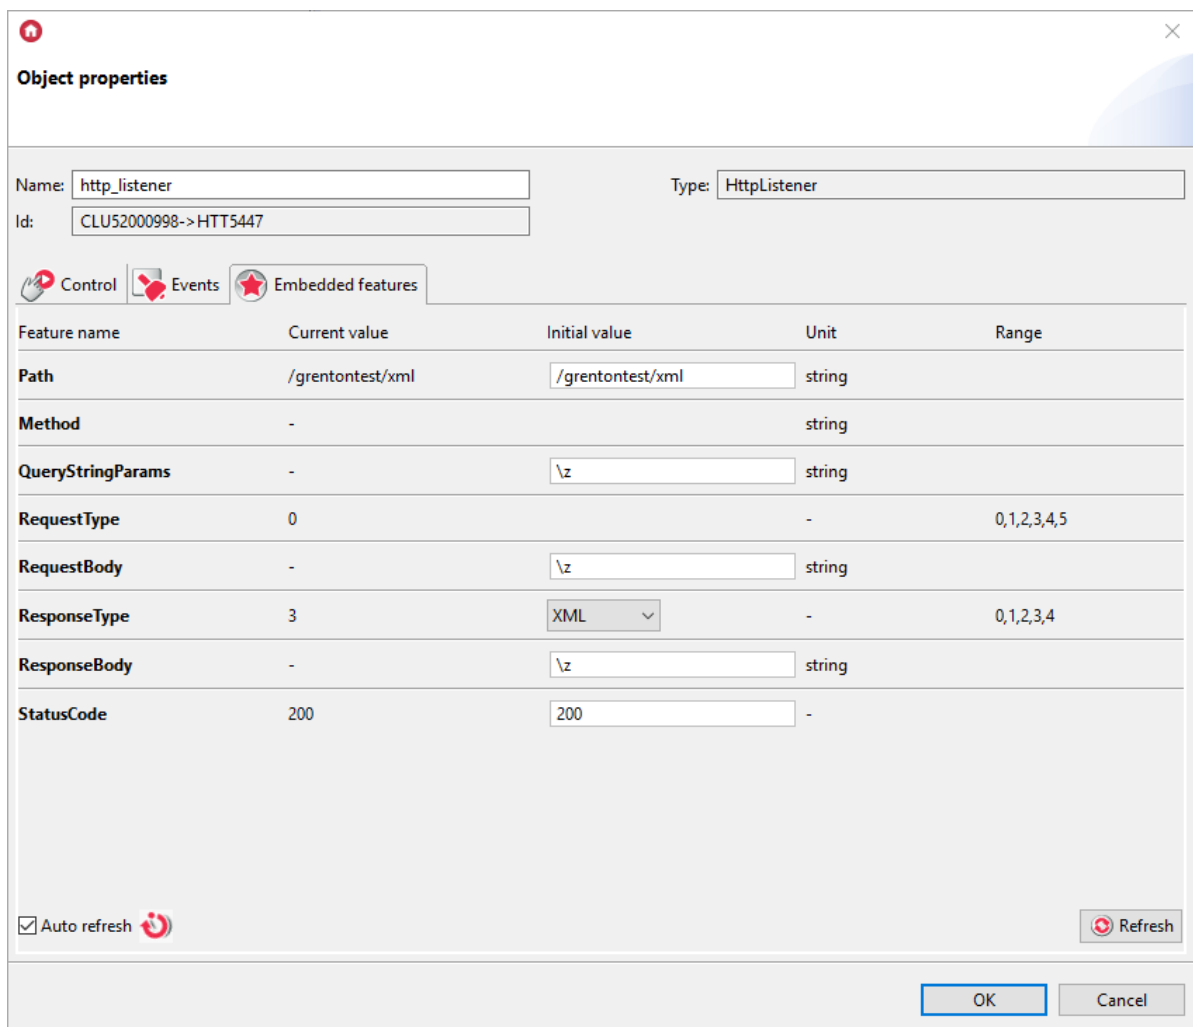 Object properties
Name: http_listener Type: HttpListener
Id: CLU52000998->HTT5447
Control Events Embedded features
Feature name Current value Initial value Unit Range
Path /grentontest/xml /grentontest/xml string
Method - string
QueryStringParams - \z string
RequestType 0 - 0,1,2,3,4,5
RequestBody - \z string
ResponseType 3 XML - 0,1,2,3,4
ResponseBody - \z string
StatusCode 200 200 -
Auto refresh Refresh
OK Cancel